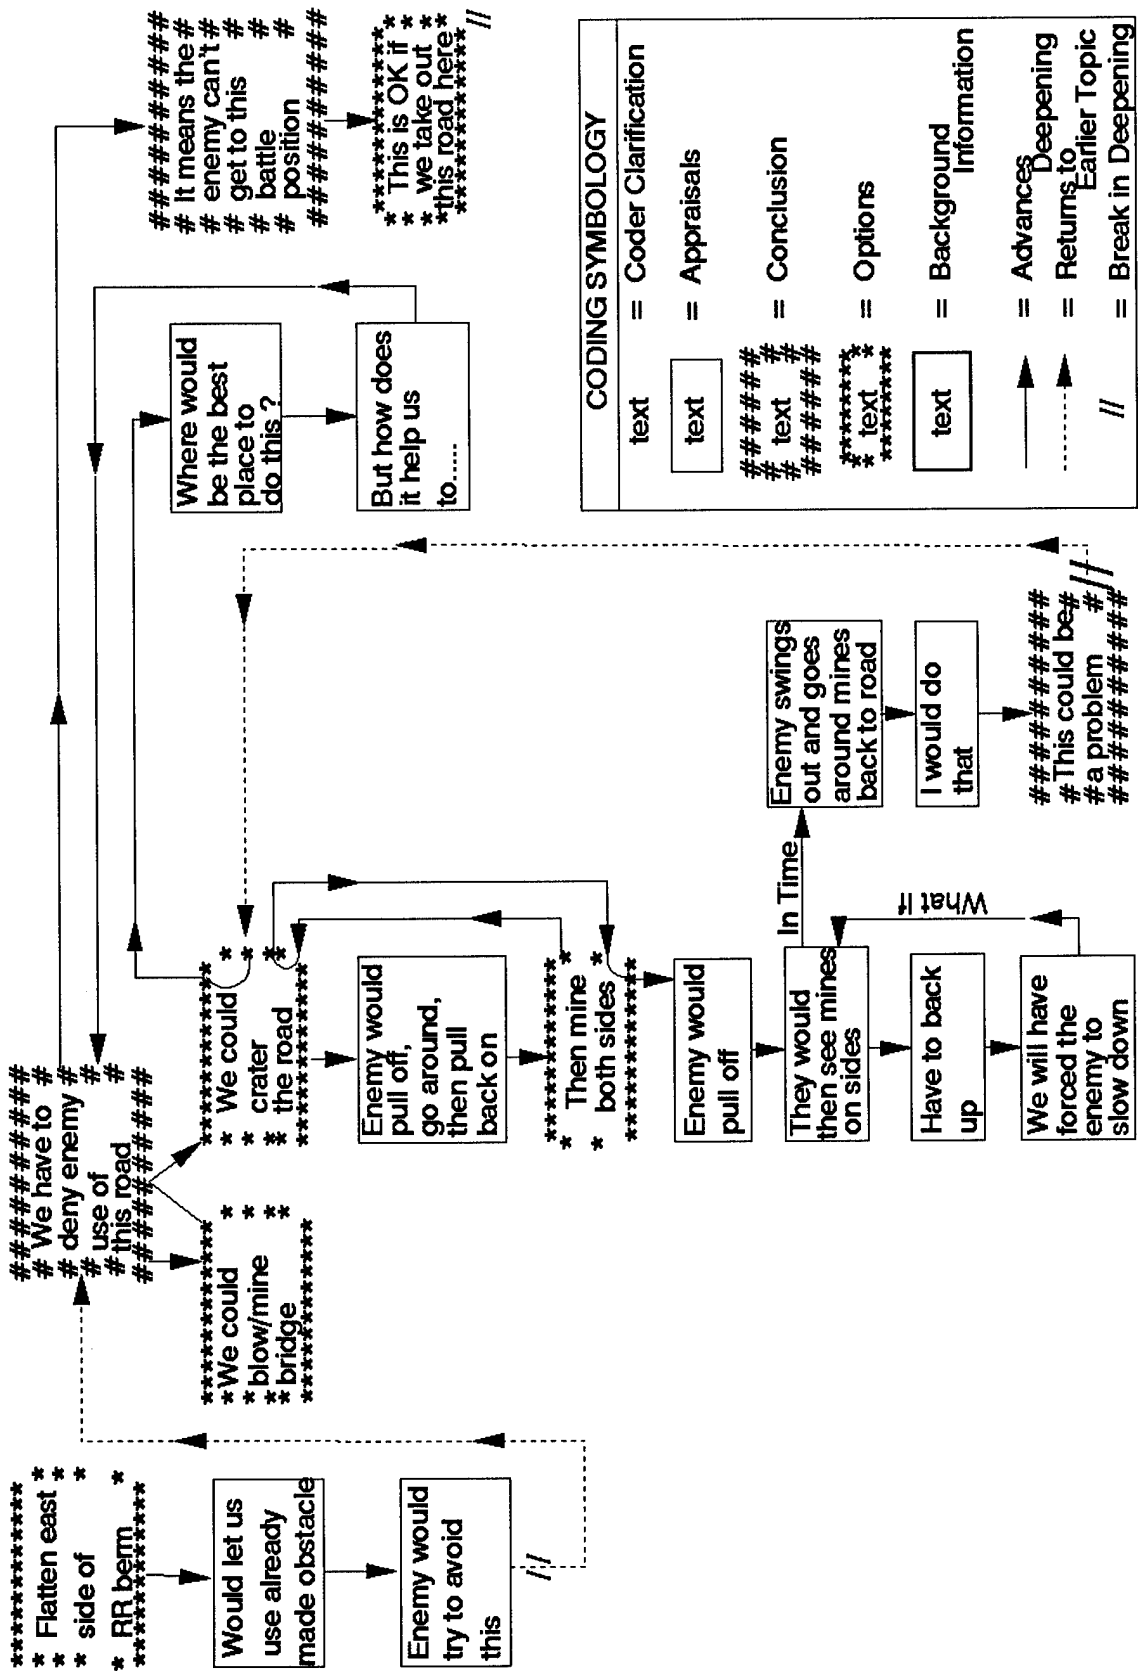 **********
* Flatten east *
* side of *
* RR berm *
************
Would let us
use already
made obstacle
Enemy would
try to avoid
this
//
############
# We have to #
# deny enemy #
# use of #
# this road #
############
************
*We could *
*blow/mine *
*bridge *
************
************
* We could *
* crater *
* the road *
************
Enemy would
pull off,
go around,
then pull
back on
************
* Then mine *
* both sides *
************
Enemy would
pull off
They would
then see mines
on sides
Have to back
up
We will have
forced the
enemy to
slow down
What If
In Time
Enemy swings
out and goes
around mines
back to road
I would do
that
############
#This could be#
#a problem #
############
//
Where would
be the best
place to
do this ?
But how does
it help us
to.....
############
# It means the#
# enemy can't#
# get to this #
# battle #
# position #
############
************
* This is OK if *
* we take out *
*this road here*
************
//
CODING SYMBOLOGY
text = Coder Clarification
text = Appraisals
#######
# text #
#######
= Conclusion
********
* text *
********
= Options
text = Background
Information
= Advances
Deepening
= Returns to
Earlier Topic
// = Break in Deepening